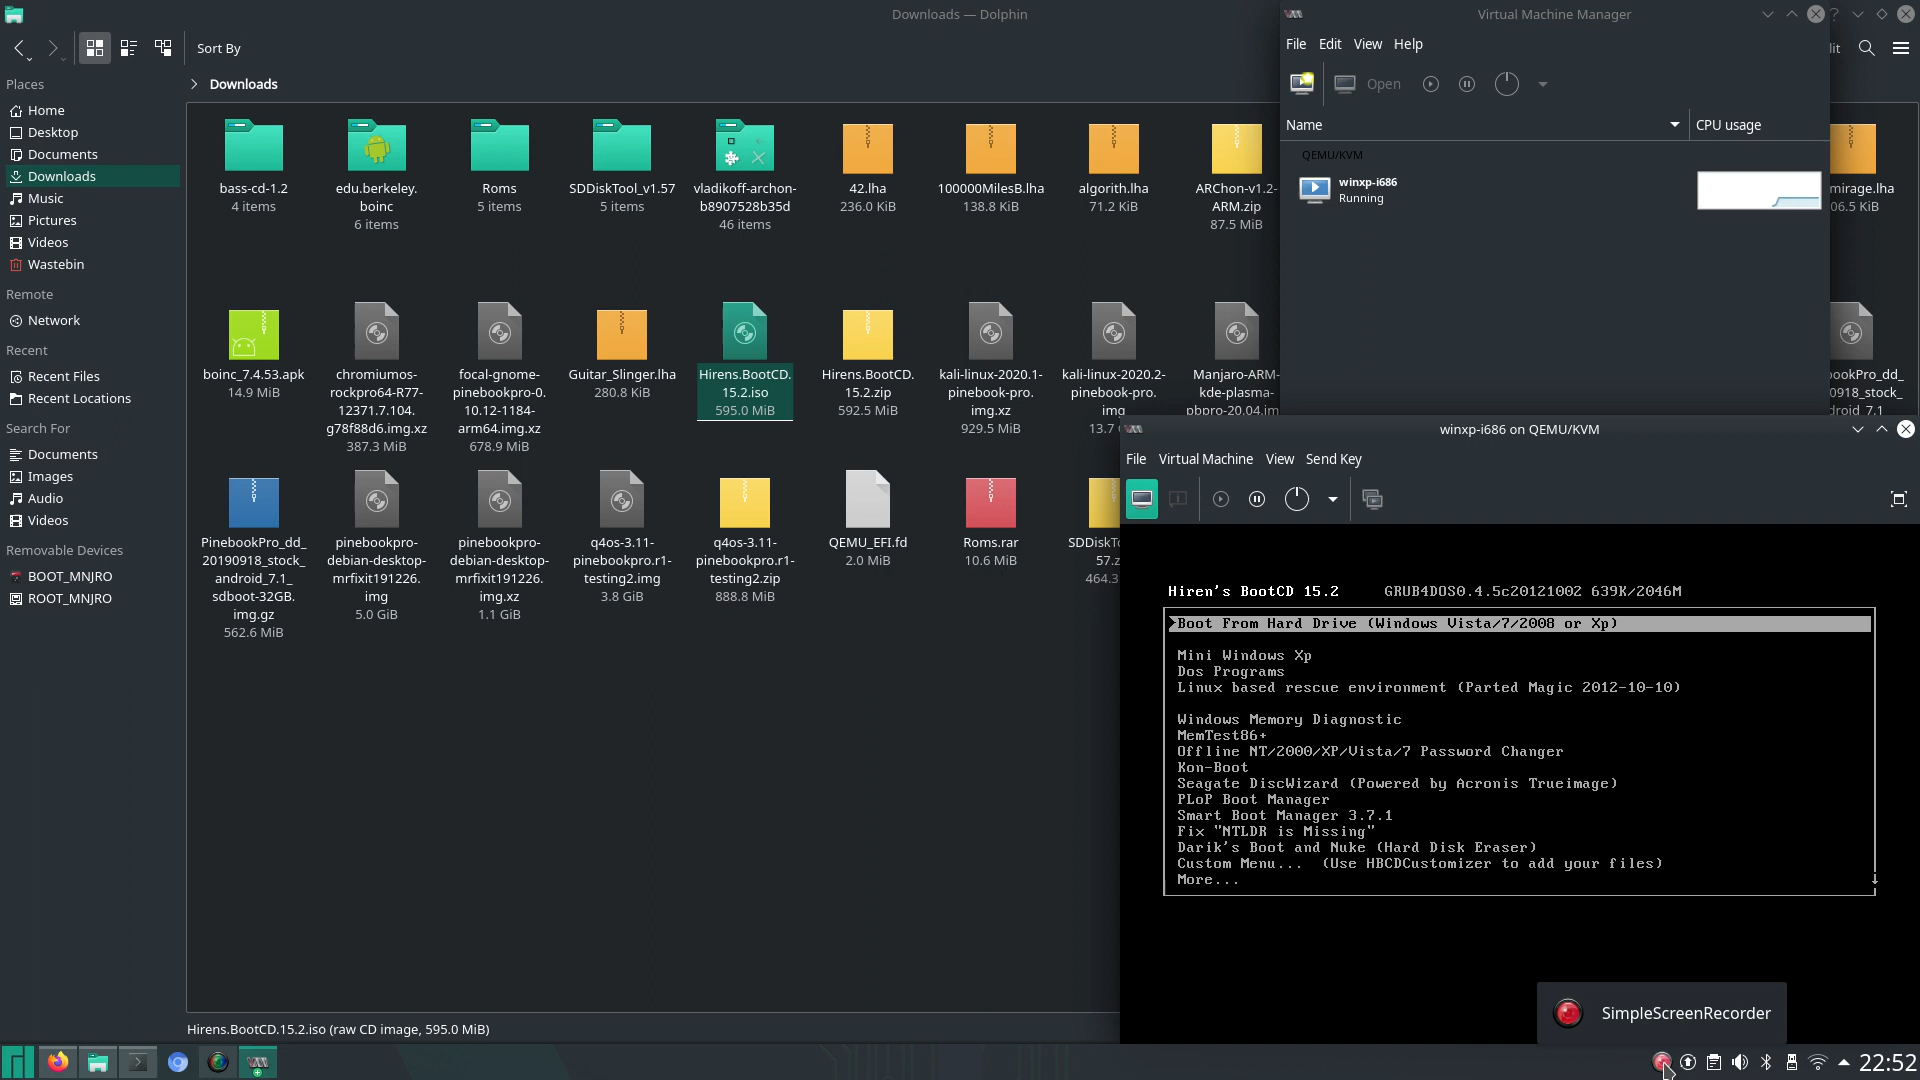 Downloads — Dolphin
Sort By
Downloads
Places
Home
Desktop
Documents
Downloads
Music
Pictures
Videos
Wastebin
Remote
Network
Recent
Recent Files
Recent Locations
Search For
Documents
Images
Audio
Videos
Removable Devices
BOOT_MNJRO
ROOT_MNJRO
bass-cd-1.2
4 items
edu.berkeley.
boinc
6 items
Roms
5 items
SDDiskTool_v1.57
5 items
vladikoff-archon-
b8907528b35d
46 items
42.lha
236.0 KiB
100000MilesB.lha
138.8 KiB
algorith.lha
71.2 KiB
ARChon-v1.2-
ARM.zip
87.5 MiB
mirage.lha
06.5 KiB
boinc_7.4.53.apk
14.9 MiB
chromiumos-
rockpro64-R77-
12371.7.104.
g78f88d6.img.xz
387.3 MiB
focal-gnome-
pinebookpro-0.
10.12-1184-
arm64.img.xz
678.9 MiB
Guitar_Slinger.lha
280.8 KiB
Hirens.BootCD.
15.2.iso
595.0 MiB
Hirens.BootCD.
15.2.zip
592.5 MiB
kali-linux-2020.1-
pinebook-pro.
img.xz
929.5 MiB
kali-linux-2020.2-
pinebook-pro.
img
13.7
Manjaro-ARM-
kde-plasma-
pbpro-20.04.im
ookPro_dd_
20190918_stock_
droid_7.1
PinebookPro_dd_
20190918_stock_
android_7.1_
sdboot-32GB.
img.gz
562.6 MiB
pinebookpro-
debian-desktop-
mrfixit191226.
img
5.0 GiB
pinebookpro-
debian-desktop-
mrfixit191226.
img.xz
1.1 GiB
q4os-3.11-
pinebookpro.r1-
testing2.img
3.8 GiB
q4os-3.11-
pinebookpro.r1-
testing2.zip
888.8 MiB
QEMU_EFI.fd
2.0 MiB
Roms.rar
10.6 MiB
SDDiskTo
57.z
464.3
Hirens.BootCD.15.2.iso (raw CD image, 595.0 MiB)
Virtual Machine Manager
File Edit View Help
Open
Name
CPU usage
QEMU/KVM
winxp-i686
Running
winxp-i686 on QEMU/KVM
File Virtual Machine View Send Key
Hiren's BootCD 15.2 GRUB4DOS0.4.5c20121002 639K/2046M
Boot From Hard Drive (Windows Vista/7/2008 or Xp)
Mini Windows Xp
Dos Programs
Linux based rescue environment (Parted Magic 2012-10-10)
Windows Memory Diagnostic
MemTest86+
Offline NT/2000/XP/Vista/7 Password Changer
Kon-Boot
Seagate DiscWizard (Powered by Acronis Trueimage)
PLoP Boot Manager
Smart Boot Manager 3.7.1
Fix "NTLDR is Missing"
Darik's Boot and Nuke (Hard Disk Eraser)
Custom Menu... (Use HBCDCustomizer to add your files)
More...
SimpleScreenRecorder
22:52